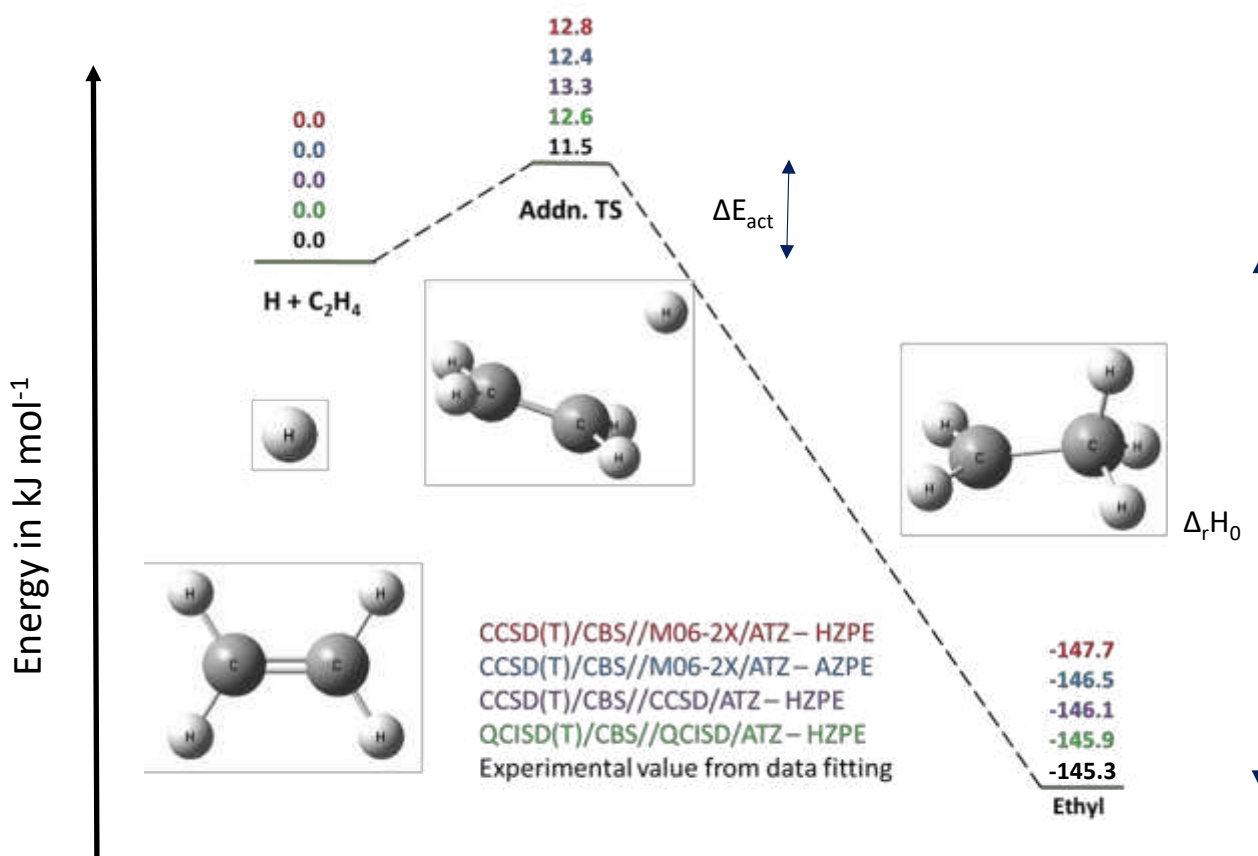 12.8
12.4
13.3
12.6
11.5
0.0
0.0
0.0
0.0
0.0
Addn. TS
ΔE_act
H + C₂H₄
H
H
H
C
C
H
H
H
H
C
C
H
H
H
Δ_rH₀
Energy in kJ mol⁻¹
H
H
C
C
H
H
CCSD(T)/CBS//M06-2X/ATZ – HZPE
CCSD(T)/CBS//M06-2X/ATZ – AZPE
CCSD(T)/CBS//CCSD/ATZ – HZPE
QCISD(T)/CBS//QCISD/ATZ – HZPE
Experimental value from data fitting
-147.7
-146.5
-146.1
-145.9
-145.3
Ethyl